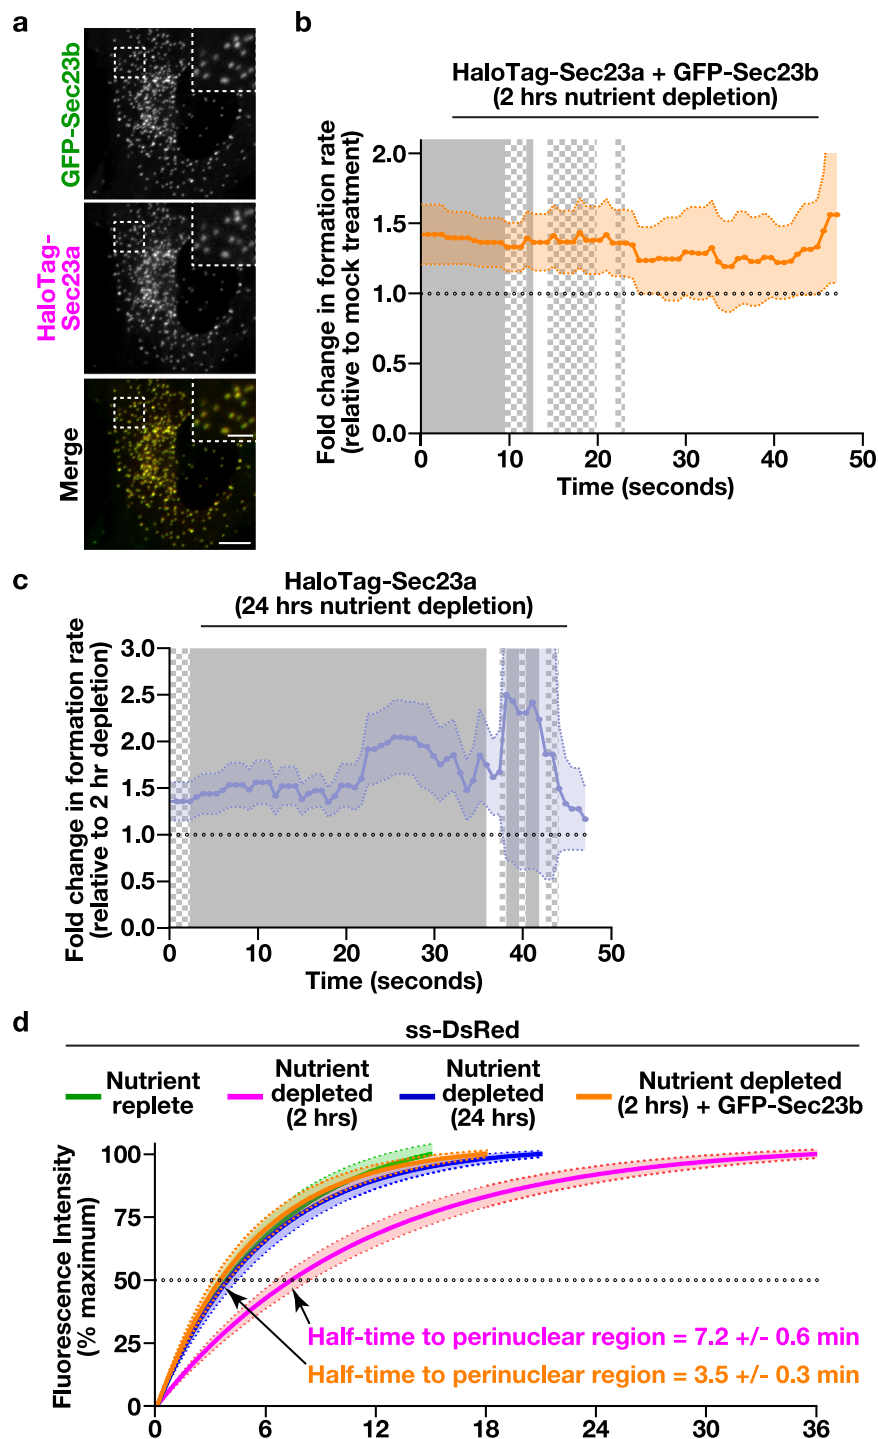 a
GFP-Sec23b
HaloTag-
Sec23a
Merge
b
HaloTag-Sec23a + GFP-Sec23b
(2 hrs nutrient depletion)
Fold change in formation rate
(relative to mock treatment)
2.0
1.5
1.0
0.5
0.0
0 10 20 30 40 50
Time (seconds)
c
HaloTag-Sec23a
(24 hrs nutrient depletion)
Fold change in formation rate
(relative to 2 hr depletion)
3.0
2.5
2.0
1.5
1.0
0.5
0.0
0 10 20 30 40 50
Time (seconds)
d
ss-DsRed
Nutrient
replete
Nutrient
depleted
(2 hrs)
Nutrient
depleted
(24 hrs)
Nutrient depleted
(2 hrs) + GFP-Sec23b
Fluorescence Intensity
(% maximum)
100
75
50
25
0
Half-time to perinuclear region = 7.2 +/- 0.6 min
Half-time to perinuclear region = 3.5 +/- 0.3 min
0 6 12 18 24 30 36